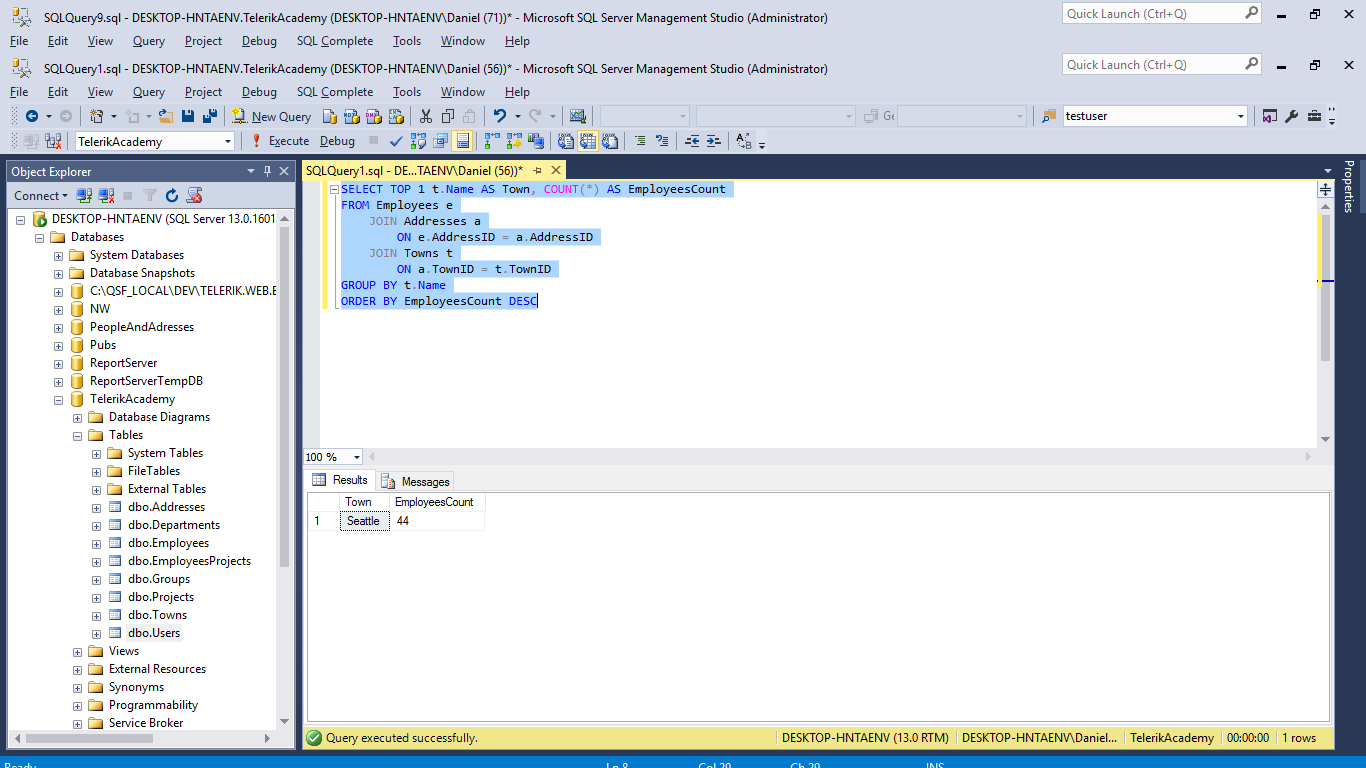 SQLQuery9.sql - DESKTOP-HNTAENV.TelerikAcademy (DESKTOP-HNTAENV\Daniel (71))* - Microsoft SQL Server Management Studio (Administrator)
Quick Launch (Ctrl+Q)
File Edit View Query Project Debug SQL Complete Tools Window Help
SQLQuery1.sql - DESKTOP-HNTAENV.TelerikAcademy (DESKTOP-HNTAENV\Daniel (56))* - Microsoft SQL Server Management Studio (Administrator)
Quick Launch (Ctrl+Q)
File Edit View Query Project Debug SQL Complete Tools Window Help
New Query
testuser
TelerikAcademy
Execute Debug
Object Explorer
Connect
DESKTOP-HNTAENV (SQL Server 13.0.1601
Databases
System Databases
Database Snapshots
C:\QSF_LOCAL\DEV\TELERIK.WEB.E
NW
PeopleAndAdresses
Pubs
ReportServer
ReportServerTempDB
TelerikAcademy
Database Diagrams
Tables
System Tables
FileTables
External Tables
dbo.Addresses
dbo.Departments
dbo.Employees
dbo.EmployeesProjects
dbo.Groups
dbo.Projects
dbo.Towns
dbo.Users
Views
External Resources
Synonyms
Programmability
Service Broker
SQLQuery1.sql - DE...TAENV\Daniel (56))*
SELECT TOP 1 t.Name AS Town, COUNT(*) AS EmployeesCount
FROM Employees e
JOIN Addresses a
ON e.AddressID = a.AddressID
JOIN Towns t
ON a.TownID = t.TownID
GROUP BY t.Name
ORDER BY EmployeesCount DESC
100 %
Results Messages
Town EmployeesCount
1 Seattle 44
Query executed successfully.
DESKTOP-HNTAENV (13.0 RTM) DESKTOP-HNTAENV\Daniel... TelerikAcademy 00:00:00 1 rows
Properties
Ready Ln 8 Col 29 Ch 29 INS